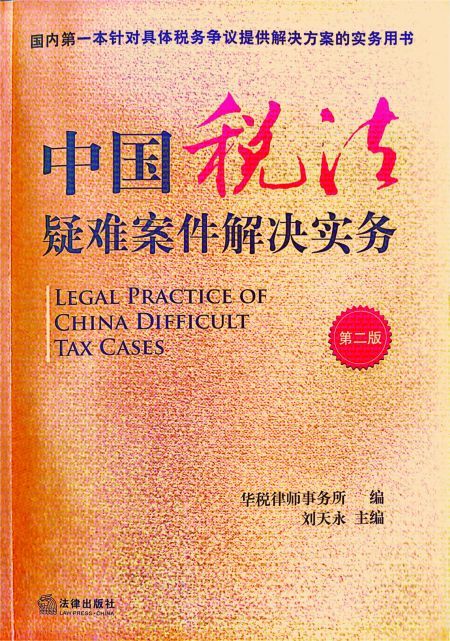 国内第一本针对具体税务争议提供解决方案的实务用书
中国税法
疑难案件解决实务
LEGAL PRACTICE OF
CHINA DIFFICULT
TAX CASES
第二版
华税律师事务所 编
刘天永 主编
法律出版社
LAW PRESS·CHINA